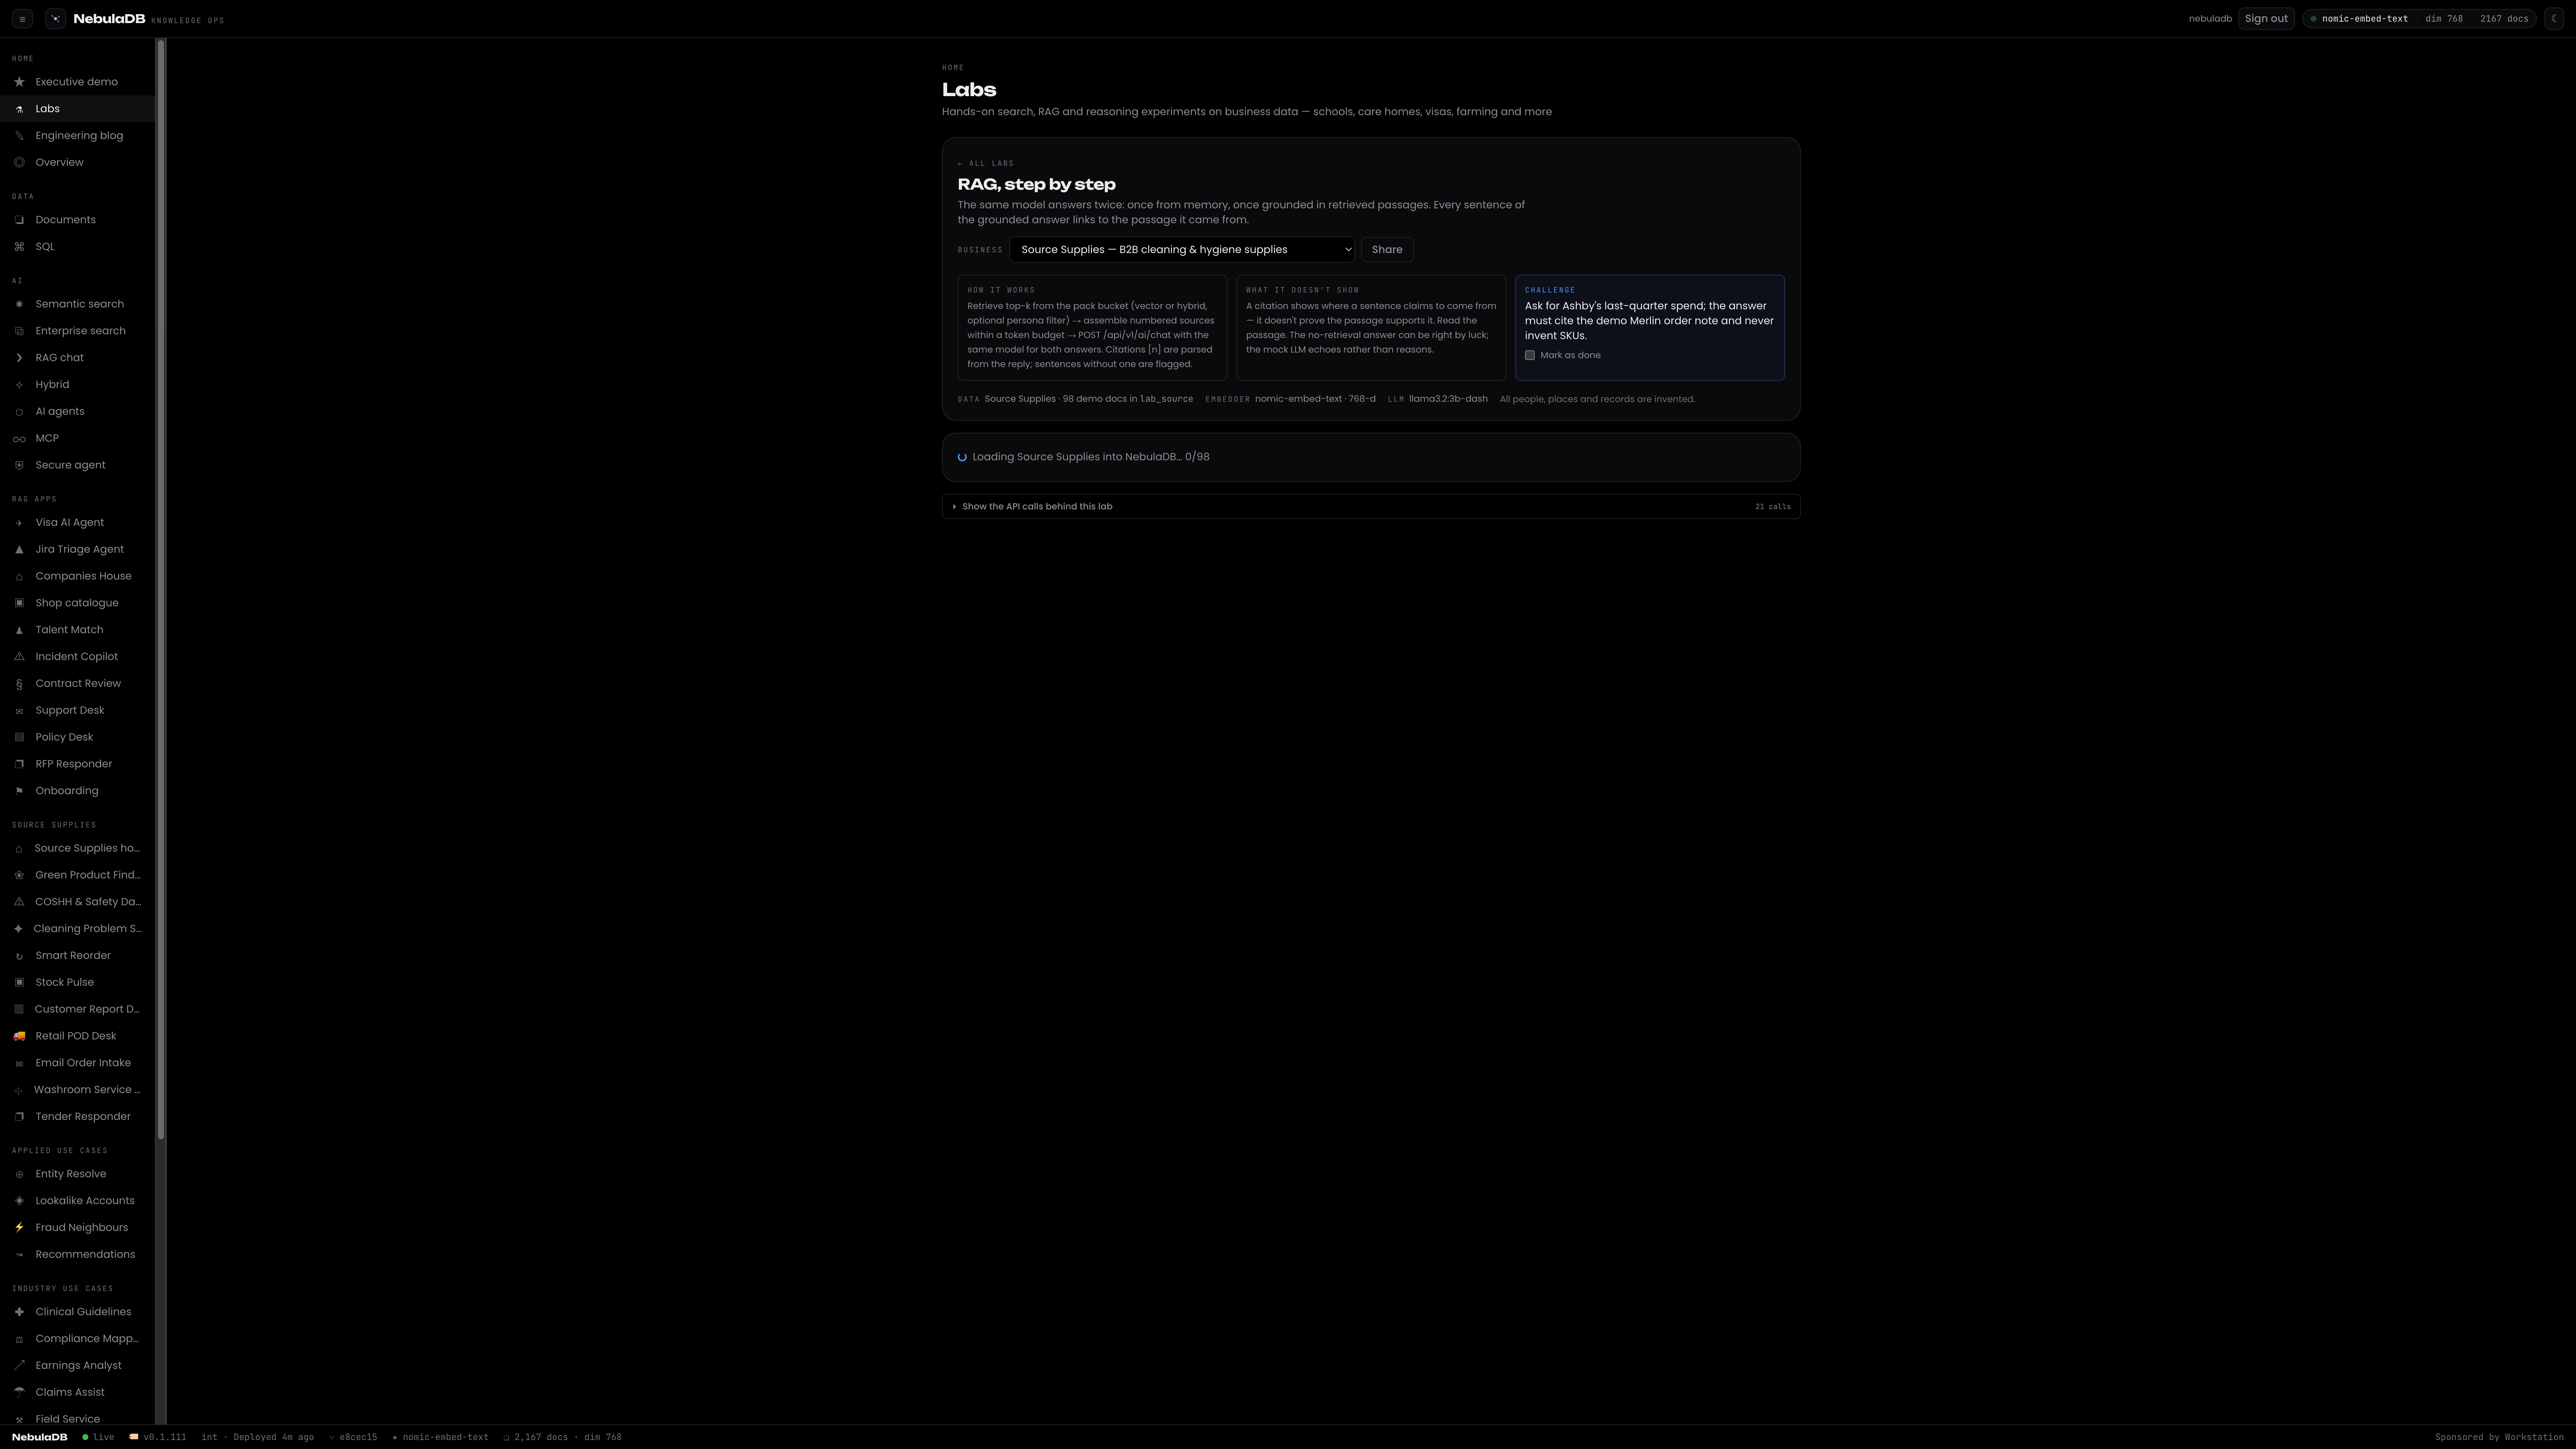 NebulaDB KNOWLEDGE OPS
nebuladb Sign out nomic-embed-text · dim 768 · 2167 docs
HOME
Executive demo
Labs
Engineering blog
Overview
DATA
Documents
SQL
AI
Semantic search
Enterprise search
RAG chat
Hybrid
AI agents
MCP
Secure agent
RAG APPS
Visa AI Agent
Jira Triage Agent
Companies House
Shop catalogue
Talent Match
Incident Copilot
Contract Review
Support Desk
Policy Desk
RFP Responder
Onboarding
SOURCE SUPPLIES
Source Supplies ho...
Green Product Find...
COSHH & Safety Da...
Cleaning Problem S...
Smart Reorder
Stock Pulse
Customer Report D...
Retail POD Desk
Email Order Intake
Washroom Service ...
Tender Responder
APPLIED USE CASES
Entity Resolve
Lookalike Accounts
Fraud Neighbours
Recommendations
INDUSTRY USE CASES
Clinical Guidelines
Compliance Mapp...
Earnings Analyst
Claims Assist
Field Service
HOME
Labs
Hands-on search, RAG and reasoning experiments on business data — schools, care homes, visas, farming and more
← ALL LABS
RAG, step by step
The same model answers twice: once from memory, once grounded in retrieved passages. Every sentence of
the grounded answer links to the passage it came from.
BUSINESS Source Supplies — B2B cleaning & hygiene supplies Share
HOW IT WORKS
Retrieve top-k from the pack bucket (vector or hybrid,
optional persona filter) → assemble numbered sources
within a token budget → POST /api/v1/ai/chat with the
same model for both answers. Citations [n] are parsed
from the reply; sentences without one are flagged.
WHAT IT DOESN'T SHOW
A citation shows where a sentence claims to come from
— it doesn't prove the passage supports it. Read the
passage. The no-retrieval answer can be right by luck;
the mock LLM echoes rather than reasons.
CHALLENGE
Ask for Ashby's last-quarter spend; the answer
must cite the demo Merlin order note and never
invent SKUs.
Mark as done
DATA Source Supplies · 98 demo docs in lab_source EMBEDDER nomic-embed-text · 768-d LLM llama3.2:3b-dash All people, places and records are invented.
Loading Source Supplies into NebulaDB... 0/98
Show the API calls behind this lab 21 calls
NebulaDB live v0.1.111 int · Deployed 4m ago e8cec15 nomic-embed-text 2,167 docs · dim 768
Sponsored by Workstation